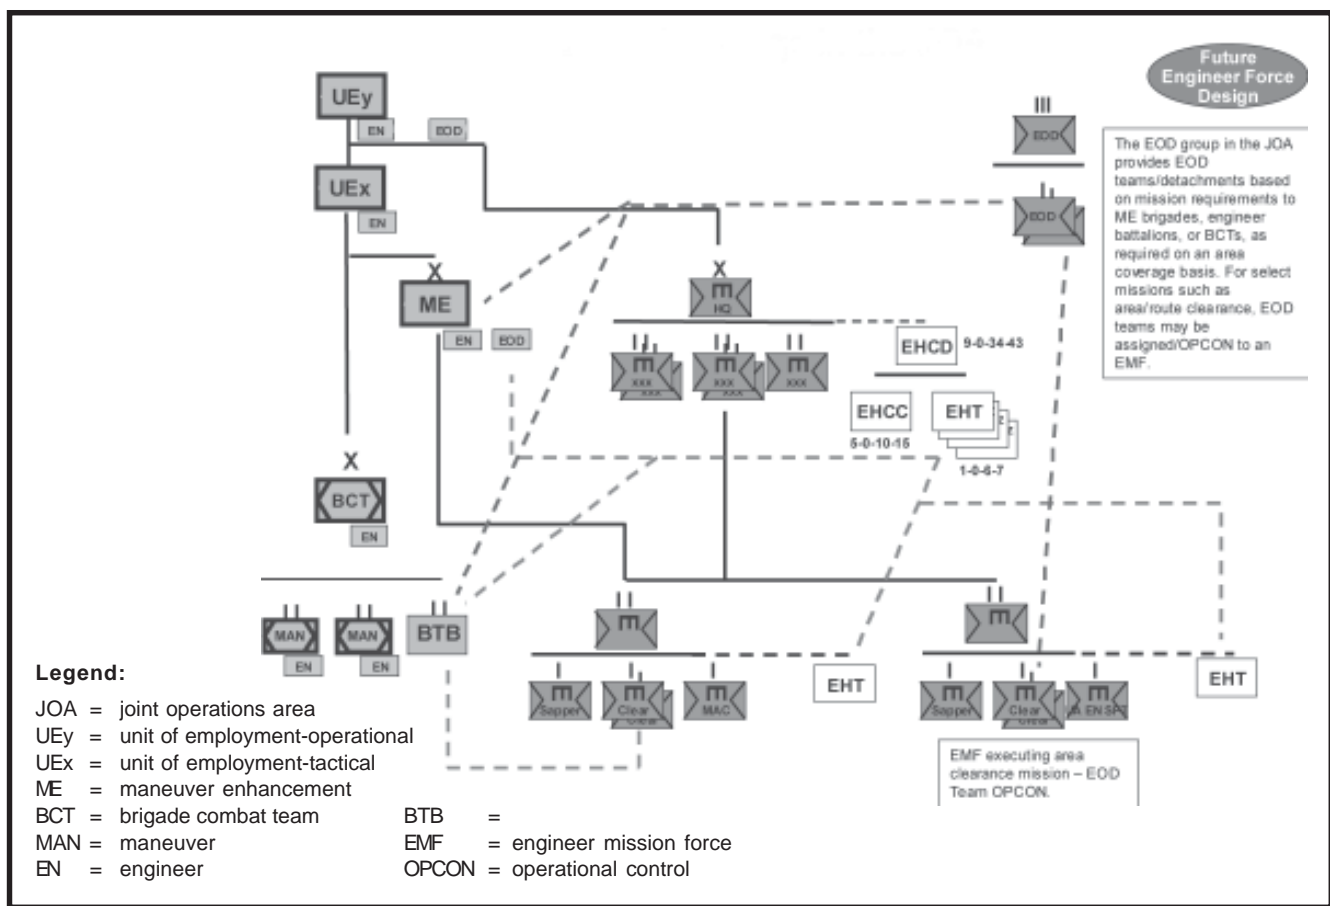 Future
Engineer Force
Design
UEy
EN
EOD
UEx
EN
X
ME
EN
EOD
X
BCT
EN
MAN
EN
MAN
EN
BTB
III
EOD
EOD
The EOD group in the JOA
provides EOD
teams/detachments based
on mission requirements to
ME brigades, engineer
battalions, or BCTs, as
required on an area
coverage basis. For select
missions such as
area/route clearance, EOD
teams may be
assigned/OPCON to an
EMF.
X
HQ
XXX
XXX
XXX
XXX
XXX
EHCD
9-0-34-43
EHCC
5-0-10-15
EHT
1-0-6-7
Sapper
Clear
Clear
MAC
EHT
Sapper
Clear
Clear
EN SPT
EHT
EMF executing area
clearance mission – EOD
Team OPCON.
Legend:
JOA = joint operations area
UEy = unit of employment-operational
UEx = unit of employment-tactical
ME = maneuver enhancement
BCT = brigade combat team
MAN = maneuver
EN = engineer
BTB =
EMF = engineer mission force
OPCON = operational control